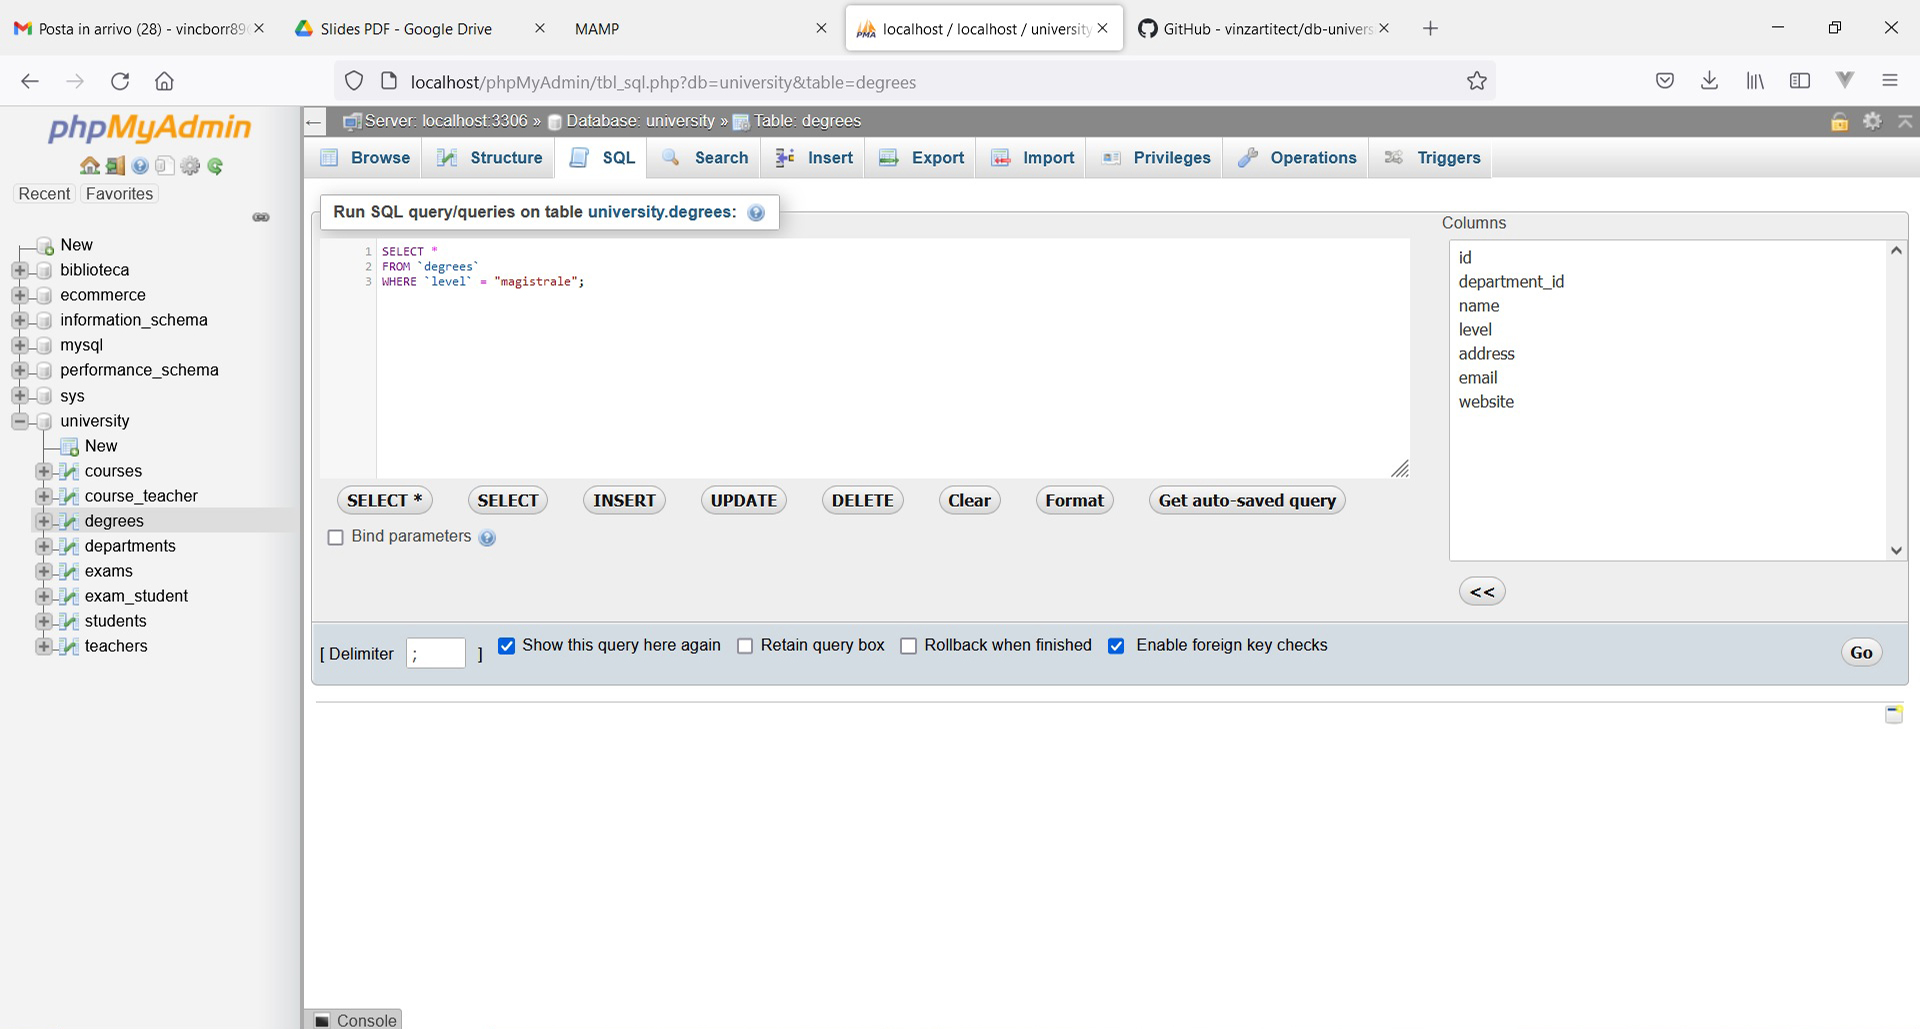 Posta in arrivo (28) - vincborr89
Slides PDF - Google Drive
MAMP
localhost / localhost / university
GitHub - vinzartitect/db-univers
localhost/phpMyAdmin/tbl_sql.php?db=university&table=degrees
phpMyAdmin
Recent Favorites
New
biblioteca
ecommerce
information_schema
mysql
performance_schema
sys
university
New
courses
course_teacher
degrees
departments
exams
exam_student
students
teachers
Server: localhost:3306 » Database: university » Table: degrees
Browse Structure SQL Search Insert Export Import Privileges Operations Triggers
Run SQL query/queries on table university.degrees:
1 SELECT *
2 FROM `degrees`
3 WHERE `level` = "magistrale";
Columns
id
department_id
name
level
address
email
website
SELECT * SELECT INSERT UPDATE DELETE Clear Format Get auto-saved query
Bind parameters
<<
[ Delimiter ; ] Show this query here again Retain query box Rollback when finished Enable foreign key checks
Go
Console